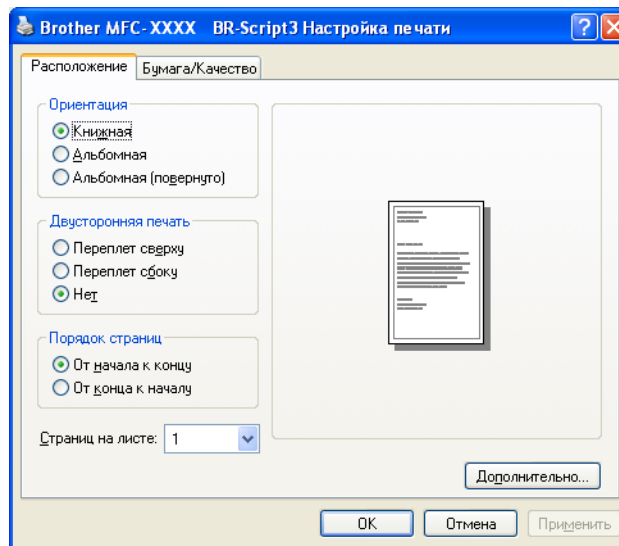 Brother MFC- XXXX BR-Script3 Настройка печати
Расположение Бумага/Качество
Ориентация
Книжная
Альбомная
Альбомная (повернуто)
Двусторонняя печать
Переплет сверху
Переплет сбоку
Нет
Порядок страниц
От начала к концу
От конца к началу
Страниц на листе: 1
Дополнительно...
OK Отмена Применить